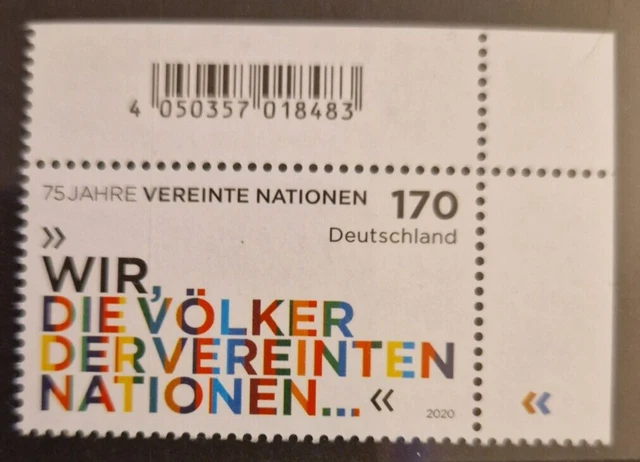 4 050357 018483
75 JAHRE VEREINTE NATIONEN 170
Deutschland
»
WIR,
DIE VÖLKER
DER VEREINTEN
NATIONEN... «
2020
«